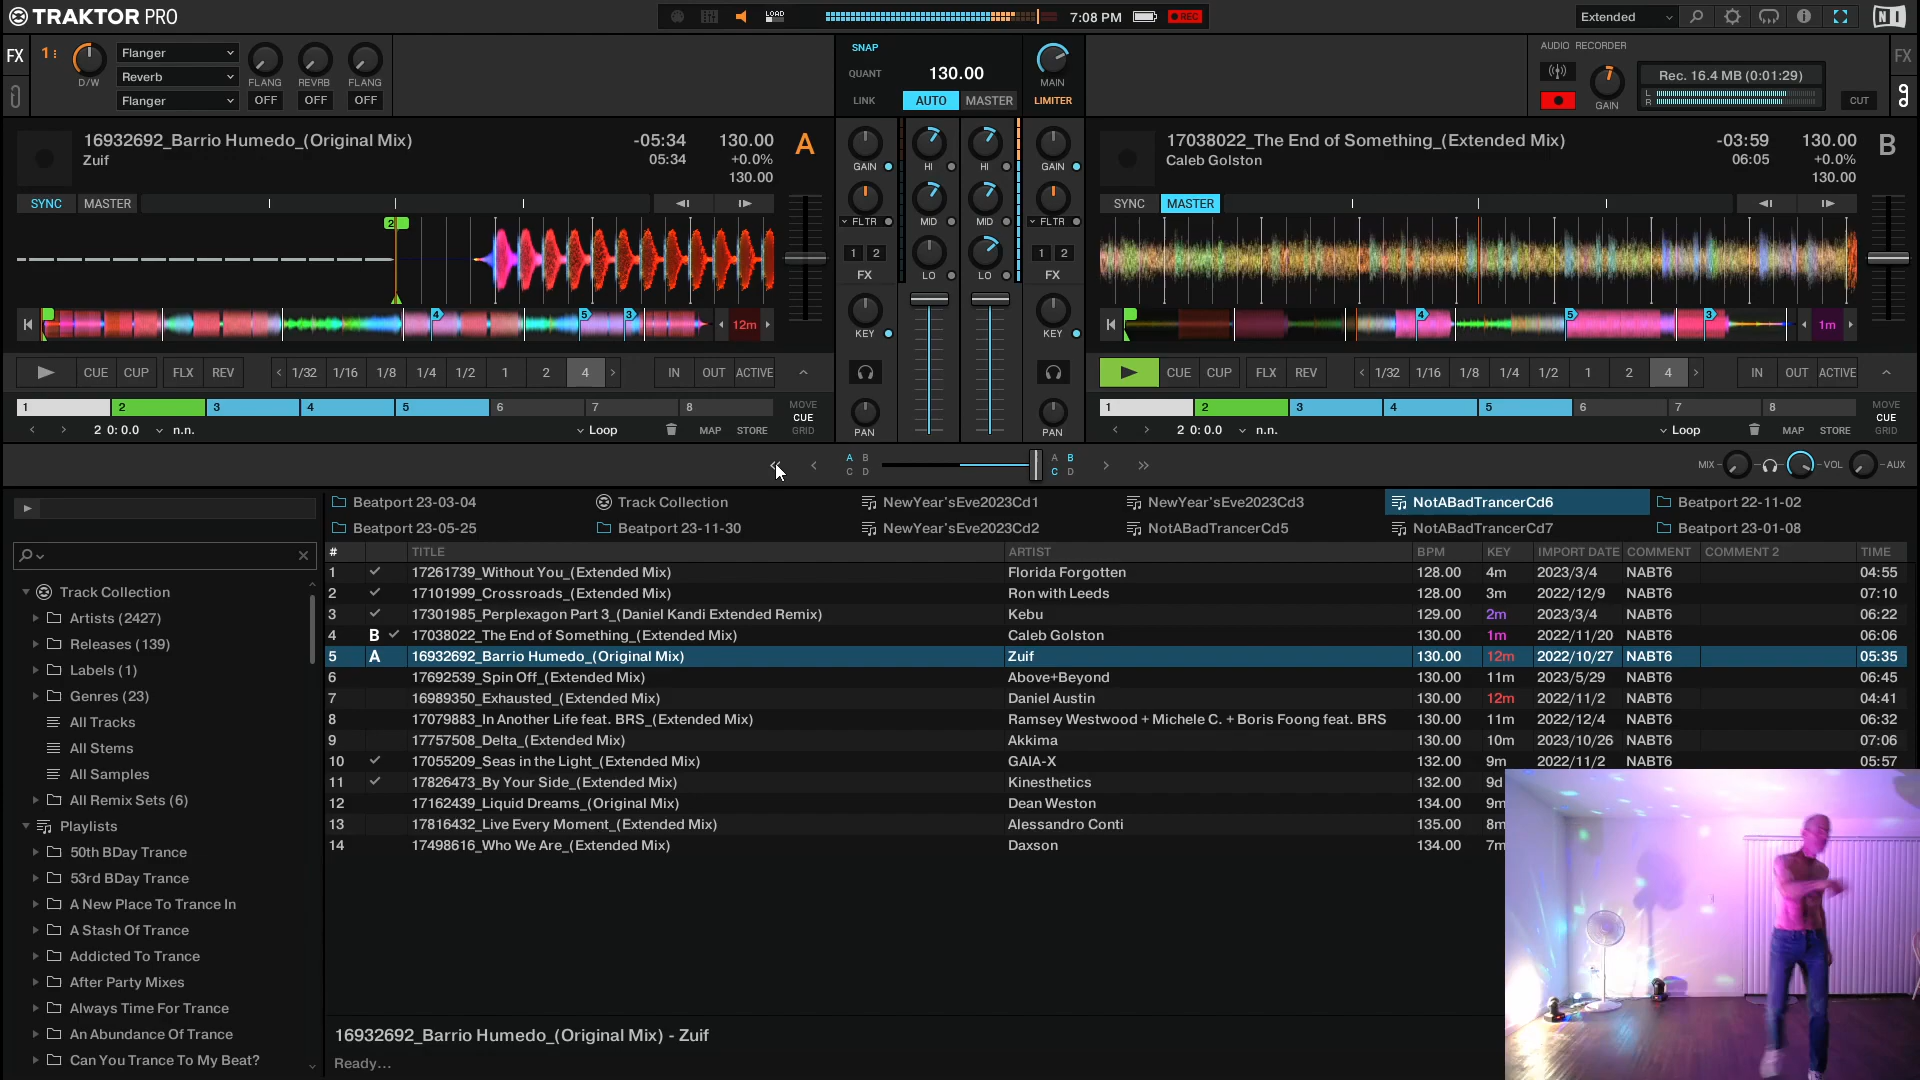 TRAKTOR PRO
LOAD
7:08 PM
REC
Extended
FX
1
D/W
Flanger
Reverb
Flanger
FLANG
REVRB
FLANG
OFF
OFF
OFF
SNAP
QUANT
LINK
130.00
AUTO
MASTER
MAIN
LIMITER
AUDIO RECORDER
GAIN
Rec. 16.4 MB (0:01:29)
L
R
CUT
FX
16932692_Barrio Humedo_(Original Mix)
Zuif
-05:34
05:34
130.00
+0.0%
130.00
A
SYNC
MASTER
2
4
5
3
12m
CUE
CUP
FLX
REV
1/32
1/16
1/8
1/4
1/2
1
2
4
IN
OUT
ACTIVE
1
2
3
4
5
6
7
8
MOVE
CUE
GRID
2 0: 0.0
n.n.
Loop
MAP
STORE
GAIN
HI
HI
GAIN
FLTR
MID
MID
FLTR
1 2
FX
LO
LO
1 2
FX
KEY
KEY
PAN
PAN
17038022_The End of Something_(Extended Mix)
Caleb Golston
-03:59
06:05
130.00
+0.0%
130.00
B
SYNC
MASTER
4
5
3
1m
CUE
CUP
FLX
REV
1/32
1/16
1/8
1/4
1/2
1
2
4
IN
OUT
ACTIVE
1
2
3
4
5
6
7
8
MOVE
CUE
GRID
2 0: 0.0
n.n.
Loop
MAP
STORE
A B
C D
A B
C D
MIX
VOL
AUX
Beatport 23-03-04
Track Collection
NewYear'sEve2023Cd1
NewYear'sEve2023Cd3
NotABadTrancerCd6
Beatport 22-11-02
Beatport 23-05-25
Beatport 23-11-30
NewYear'sEve2023Cd2
NotABadTrancerCd5
NotABadTrancerCd7
Beatport 23-01-08
Track Collection
Artists (2427)
Releases (139)
Labels (1)
Genres (23)
All Tracks
All Stems
All Samples
All Remix Sets (6)
Playlists
50th BDay Trance
53rd BDay Trance
A New Place To Trance In
A Stash Of Trance
Addicted To Trance
After Party Mixes
Always Time For Trance
An Abundance Of Trance
Can You Trance To My Beat?
# TITLE ARTIST BPM KEY IMPORT DATE COMMENT COMMENT 2 TIME
1 17261739_Without You_(Extended Mix) Florida Forgotten 128.00 4m 2023/3/4 NABT6 04:55
2 17101999_Crossroads_(Extended Mix) Ron with Leeds 128.00 3m 2022/12/9 NABT6 07:10
3 17301985_Perplexagon Part 3_(Daniel Kandi Extended Remix) Kebu 129.00 2m 2023/3/4 NABT6 06:22
4 B 17038022_The End of Something_(Extended Mix) Caleb Golston 130.00 1m 2022/11/20 NABT6 06:06
5 A 16932692_Barrio Humedo_(Original Mix) Zuif 130.00 12m 2022/10/27 NABT6 05:35
6 17692539_Spin Off_(Extended Mix) Above+Beyond 130.00 11m 2023/5/29 NABT6 06:45
7 16989350_Exhausted_(Extended Mix) Daniel Austin 130.00 12m 2022/11/2 NABT6 04:41
8 17079883_In Another Life feat. BRS_(Extended Mix) Ramsey Westwood + Michele C. + Boris Foong feat. BRS 130.00 11m 2022/12/4 NABT6 06:32
9 17757508_Delta_(Extended Mix) Akkima 130.00 10m 2023/10/26 NABT6 07:06
10 17055209_Seas in the Light_(Extended Mix) GAIA-X 132.00 9m 2022/11/2 NABT6 05:57
11 17826473_By Your Side_(Extended Mix) Kinesthetics 132.00 9d
12 17162439_Liquid Dreams_(Original Mix) Dean Weston 134.00 9m
13 17816432_Live Every Moment_(Extended Mix) Alessandro Conti 135.00 8m
14 17498616_Who We Are_(Extended Mix) Daxson 134.00 7m
16932692_Barrio Humedo_(Original Mix) - Zuif
Ready...